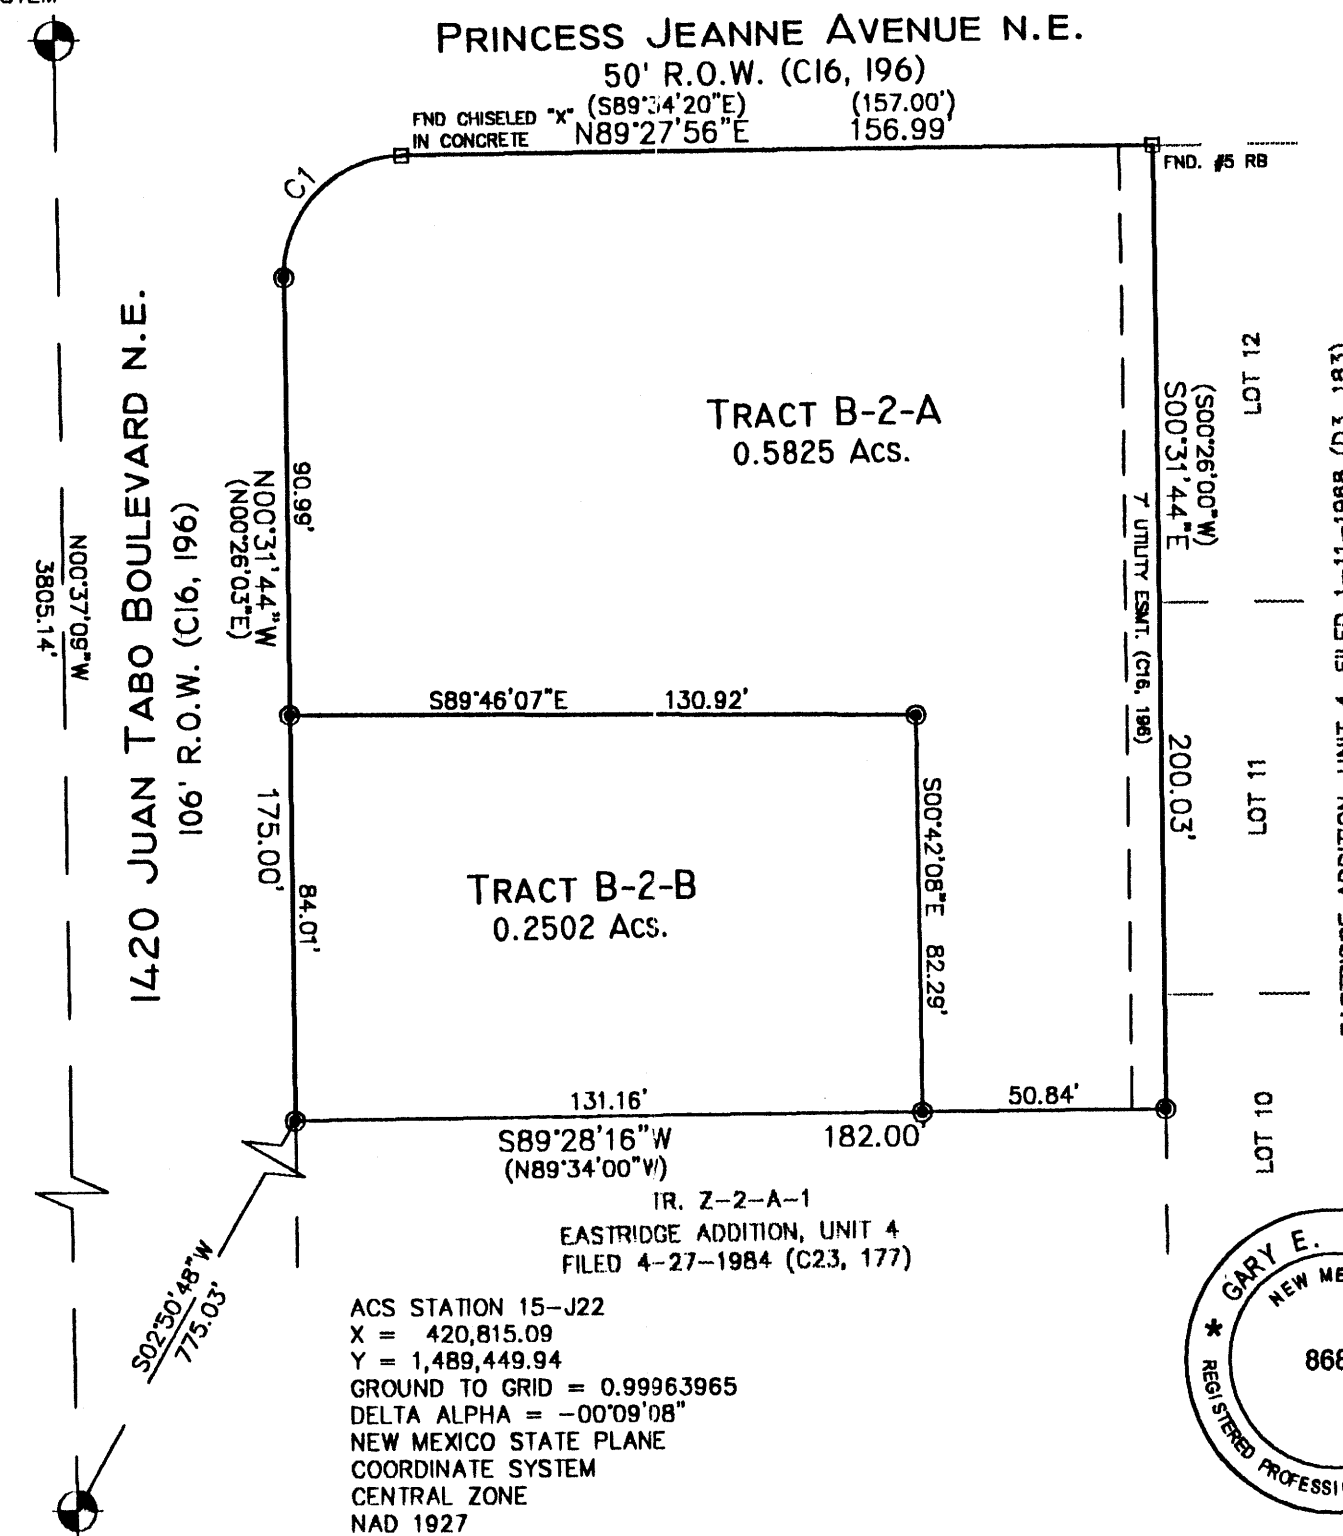 PRINCESS JEANNE AVENUE N.E.
50' R.O.W. (C16, 196)
(S89°34'20"E) (157.00')
FND CHISELED "X"
IN CONCRETE
N89°27'56"E 156.99'
FND. #5 RB
C1
1420 JUAN TABO BOULEVARD N.E.
106' R.O.W. (C16, 196)
N00°37'09"W
3805.14'
90.99'
N00°31'44"W
(N00°26'03"E)
175.00'
84.01'
TRACT B-2-A
0.5825 ACS.
S89°46'07"E 130.92'
TRACT B-2-B
0.2502 ACS.
S00°42'08"E 82.29'
7' UTILITY ESMT. (C16, 196)
(S00°26'00"W)
S00°31'44"E
200.03'
LOT 12
LOT 11
LOT 10
131.16'
50.84'
S89°28'16"W 182.00'
(N89°34'00"W)
TR. Z-2-A-1
EASTRIDGE ADDITION, UNIT 4
FILED 4-27-1984 (C23, 177)
S02°50'48"W
775.03'
ACS STATION 15-J22
X = 420,815.09
Y = 1,489,449.94
GROUND TO GRID = 0.99963965
DELTA ALPHA = -00°09'08"
NEW MEXICO STATE PLANE
COORDINATE SYSTEM
CENTRAL ZONE
NAD 1927
GARY E.
NEW ME
868
* REGISTERED PROFESSI